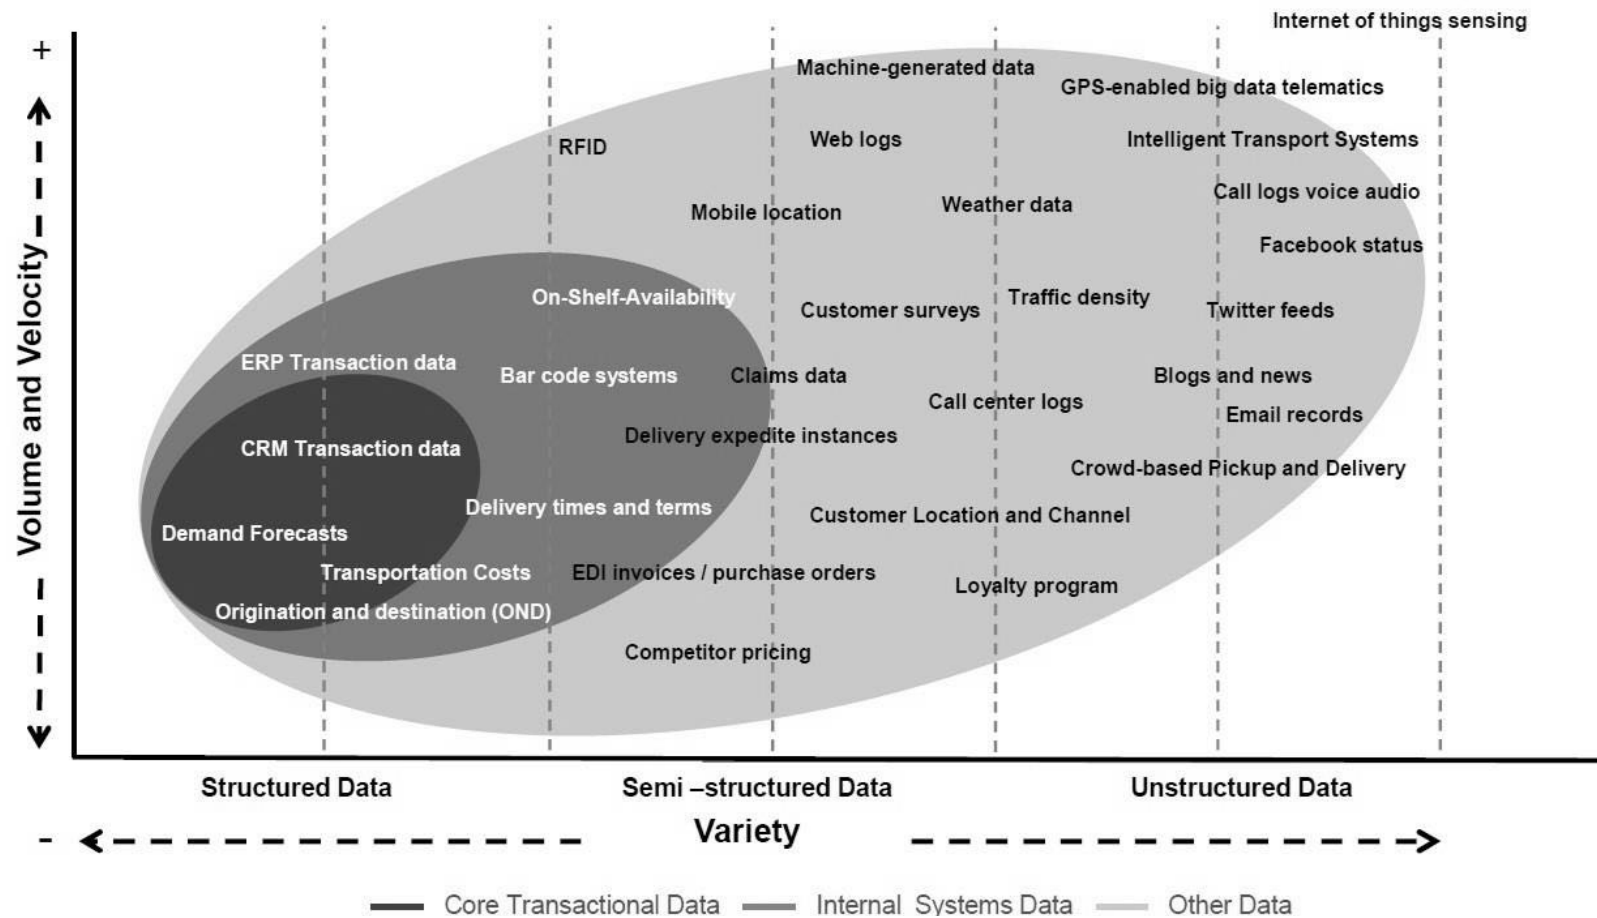 Internet of things sensing
+
Machine-generated data
GPS-enabled big data telematics
RFID
Web logs
Intelligent Transport Systems
Call logs voice audio
Mobile location
Weather data
Facebook status
On-Shelf-Availability
Customer surveys
Traffic density
Twitter feeds
ERP Transaction data
Bar code systems
Claims data
Blogs and news
Call center logs
Email records
CRM Transaction data
Delivery expedite instances
Crowd-based Pickup and Delivery
Delivery times and terms
Customer Location and Channel
Demand Forecasts
Transportation Costs
EDI invoices / purchase orders
Loyalty program
Origination and destination (OND)
Competitor pricing
Volume and Velocity
Structured Data
Semi –structured Data
Unstructured Data
-
Variety
Core Transactional Data
Internal Systems Data
Other Data